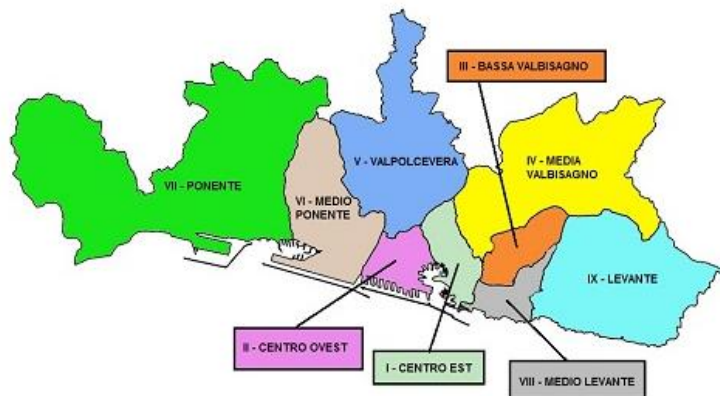 III - BASSA VALBISAGNO
IV - MEDIA
VALBISAGNO
V - VALPOLCEVERA
VII - PONENTE
VI - MEDIO
PONENTE
IX - LEVANTE
II - CENTRO OVEST
I - CENTRO EST
VIII - MEDIO LEVANTE